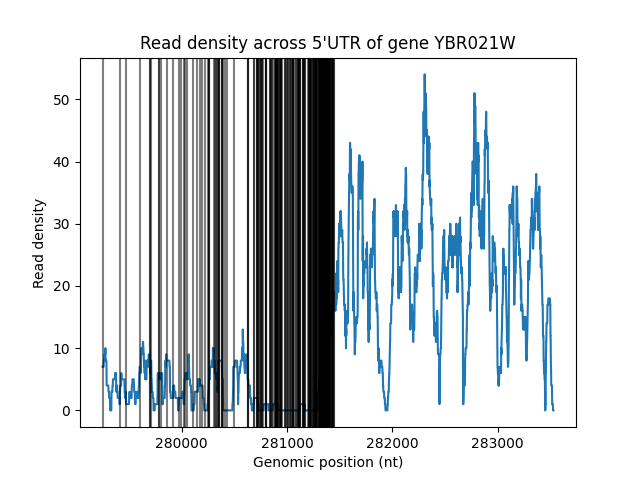 Read density across 5'UTR of gene YBR021W
50
40
30
20
10
0
Read density
280000 281000 282000 283000
Genomic position (nt)